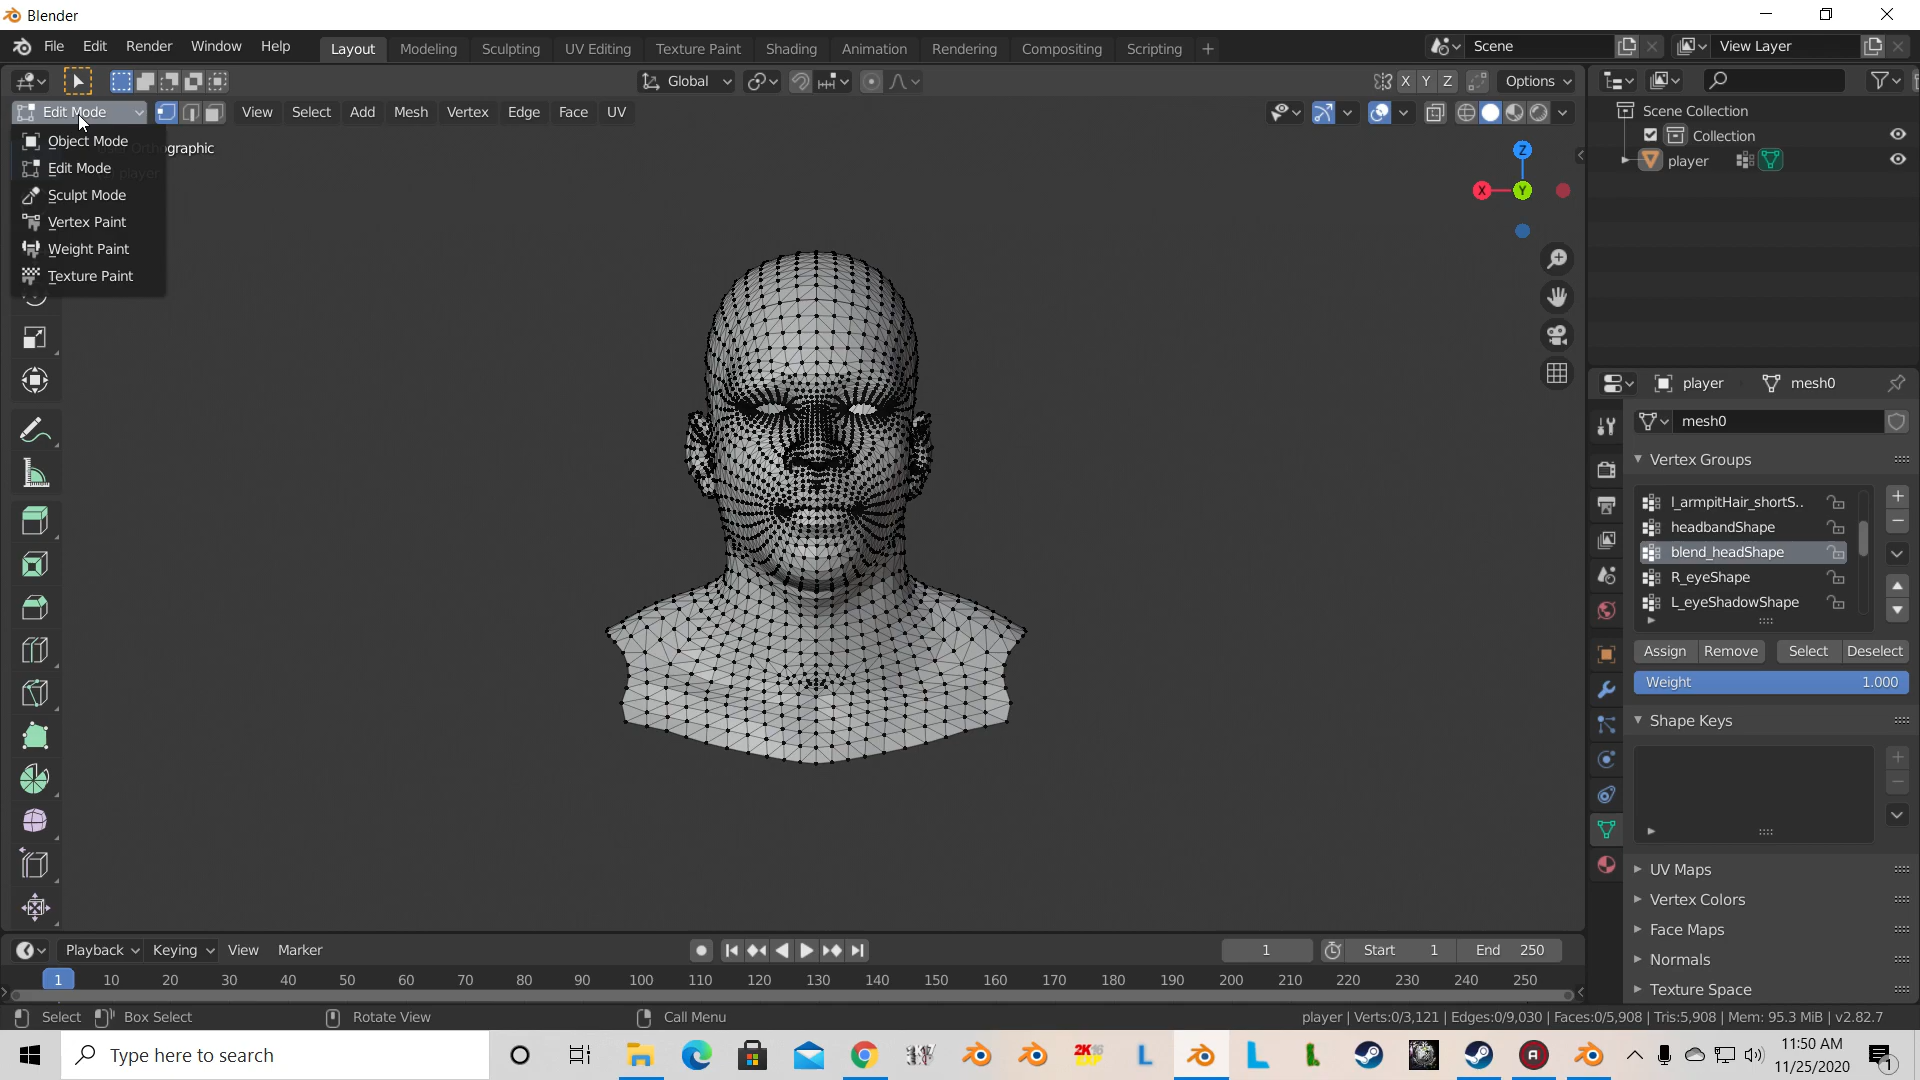 Blender
File Edit Render Window Help Layout Modeling Sculpting UV Editing Texture Paint Shading Animation Rendering Compositing Scripting + Scene View Layer
Global X Y Z Options
Edit Mode View Select Add Mesh Vertex Edge Face UV
Object Mode
Edit Mode
Sculpt Mode
Vertex Paint
Weight Paint
Texture Paint
Z
X
Y
Scene Collection
Collection
player
player mesh0
mesh0
Vertex Groups
l_armpitHair_shortS..
headbandShape
blend_headShape
R_eyeShape
L_eyeShadowShape
Assign Remove Select Deselect
Weight 1.000
Shape Keys
UV Maps
Vertex Colors
Face Maps
Normals
Texture Space
Playback Keying View Marker 1 Start 1 End 250
1 10 20 30 40 50 60 70 80 90 100 110 120 130 140 150 160 170 180 190 200 210 220 230 240 250
Select Box Select Rotate View Call Menu player | Verts:0/3,121 | Edges:0/9,030 | Faces:0/5,908 | Tris:5,908 | Mem: 95.3 MiB | v2.82.7
Type here to search
11:50 AM
11/25/2020
1